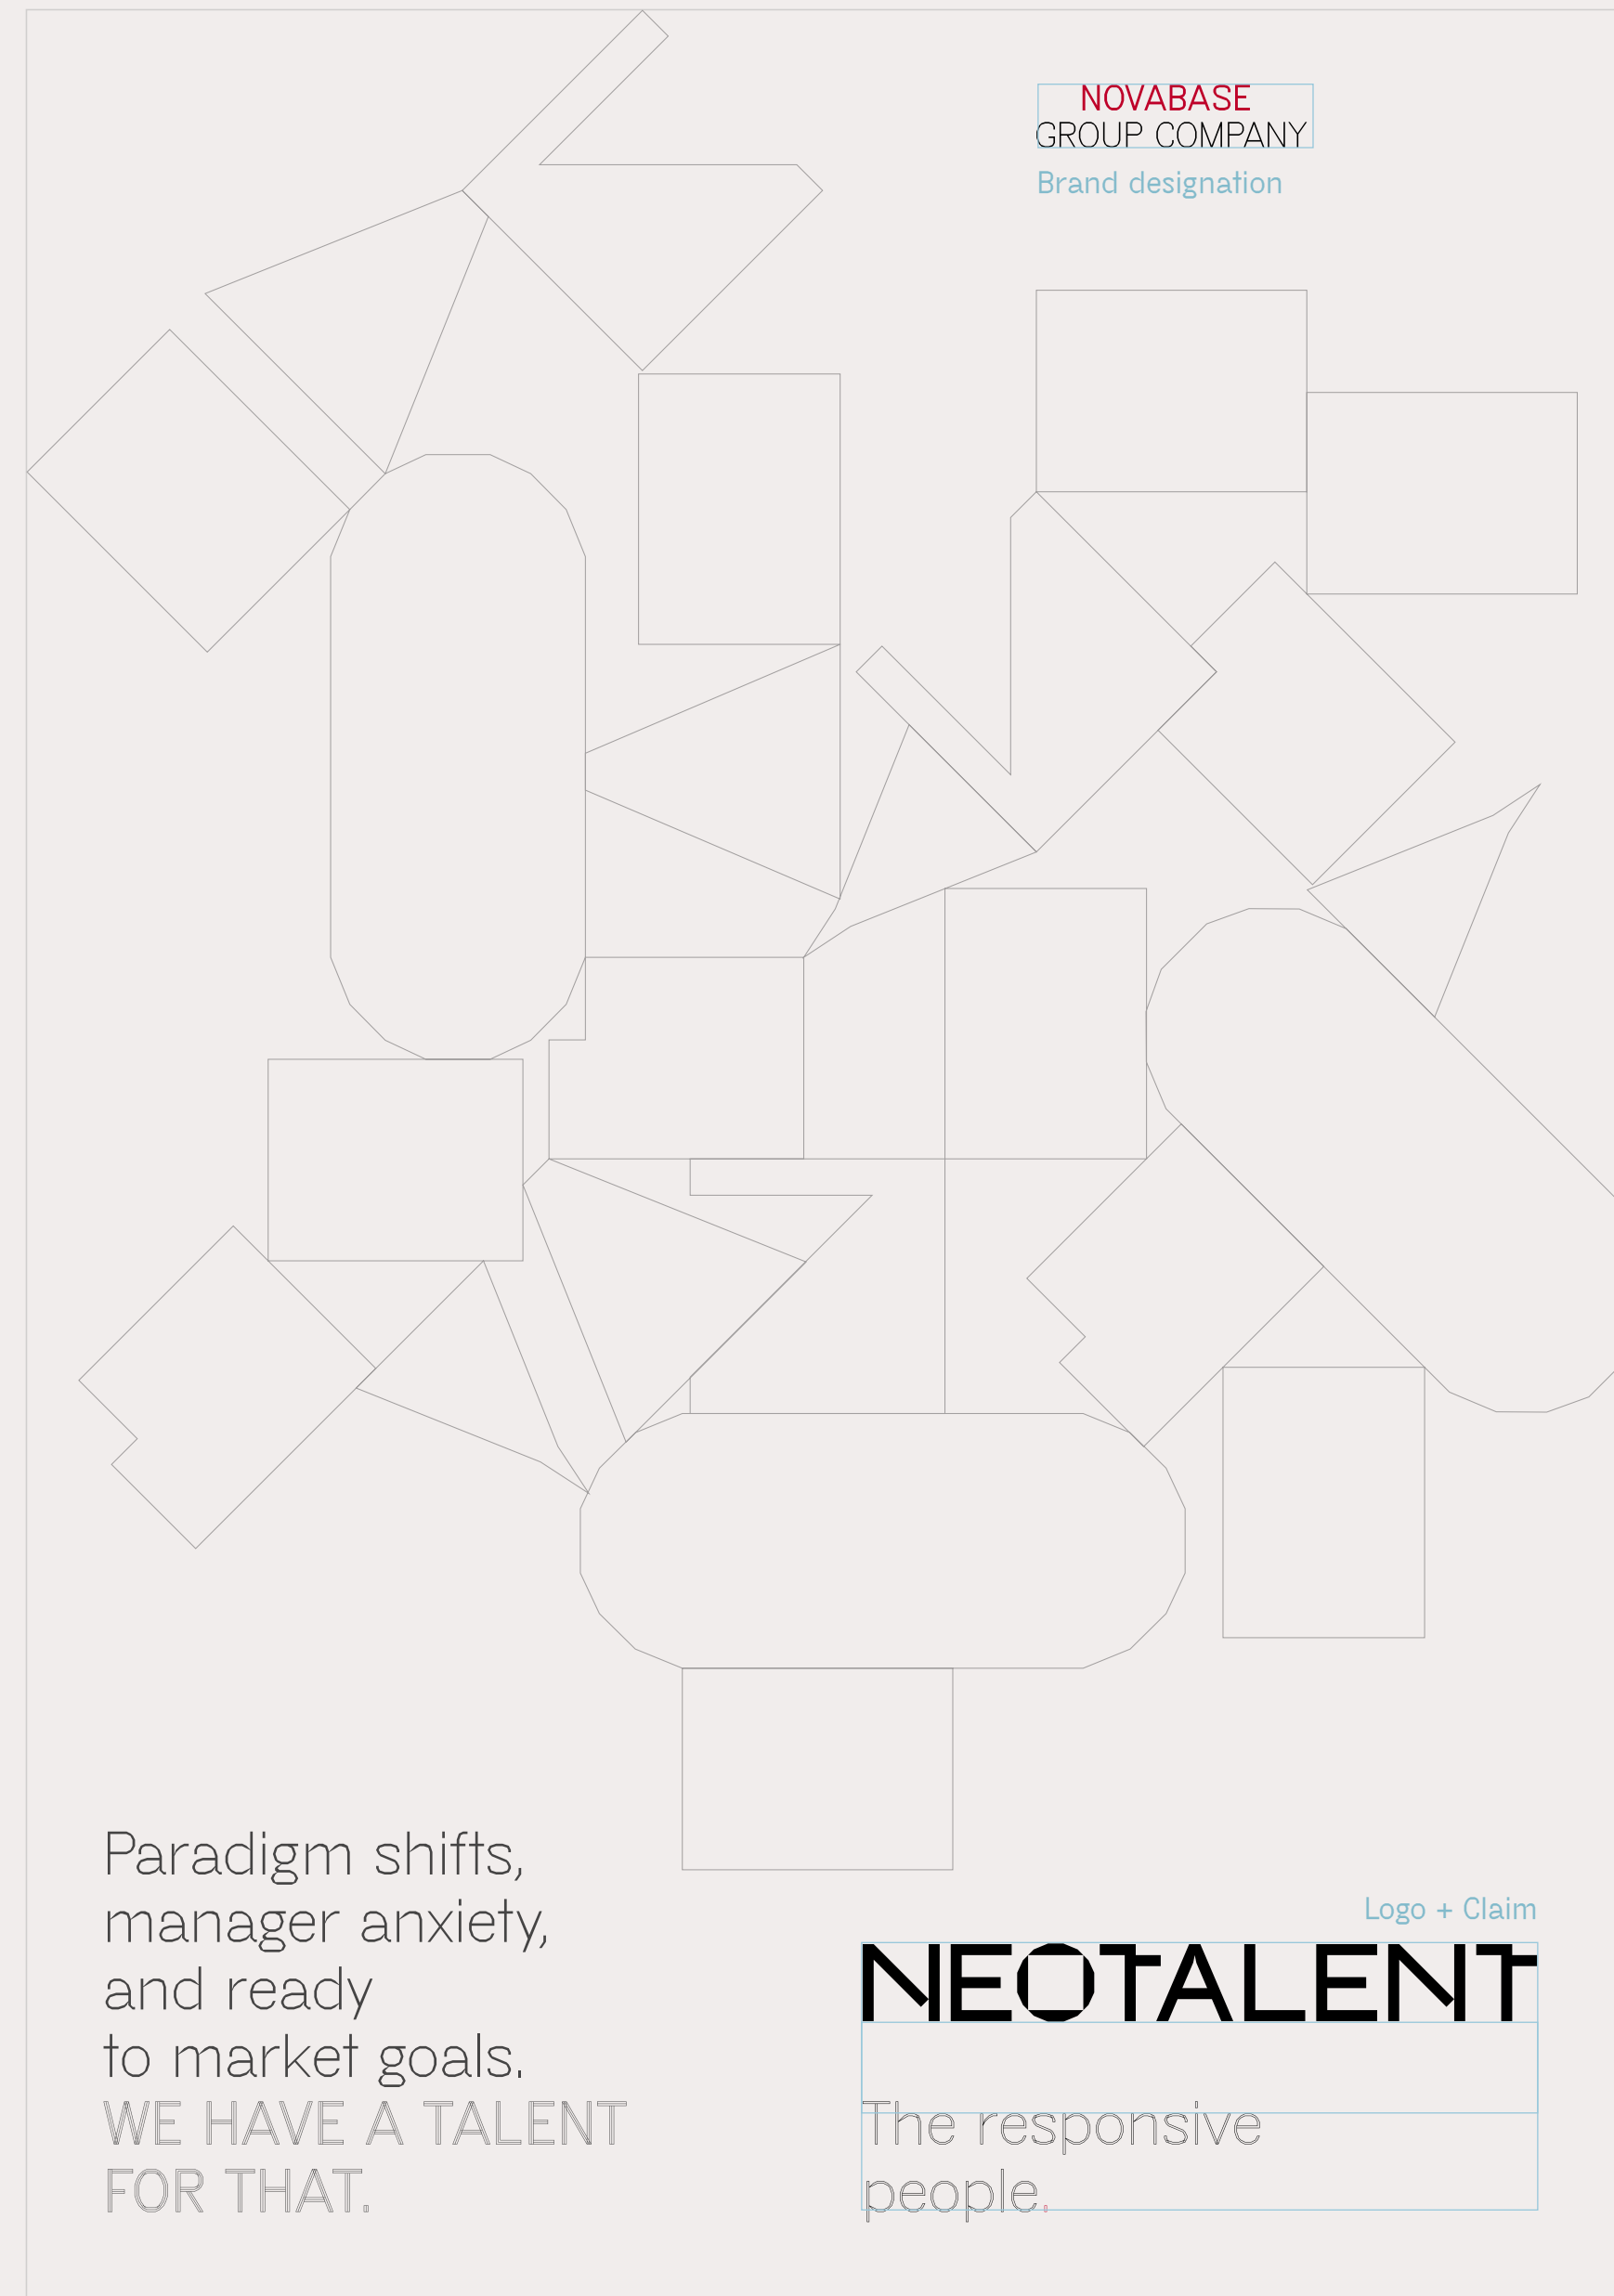 NOVABASE
GROUP COMPANY
Brand designation
Paradigm shifts,
manager anxiety,
and ready
to market goals.
WE HAVE A TALENT
FOR THAT.
Logo + Claim
NEOTALENT
The responsive
people.